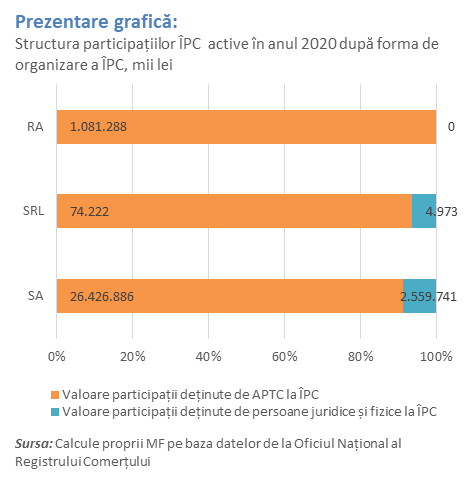 Prezentare grafică:
Structura participațiilor ÎPC active în anul 2020 după forma de
organizare a ÎPC, mii lei
RA
1.081.288
0
SRL
74.222
4.973
SA
26.426.886
2.559.741
0%
20%
40%
60%
80%
100%
Valoare participații deținute de APTC la ÎPC
Valoare participații deținute de persoane juridice și fizice la ÎPC
Sursa: Calcule proprii MF pe baza datelor de la Oficiul Național al
Registrului Comerțului